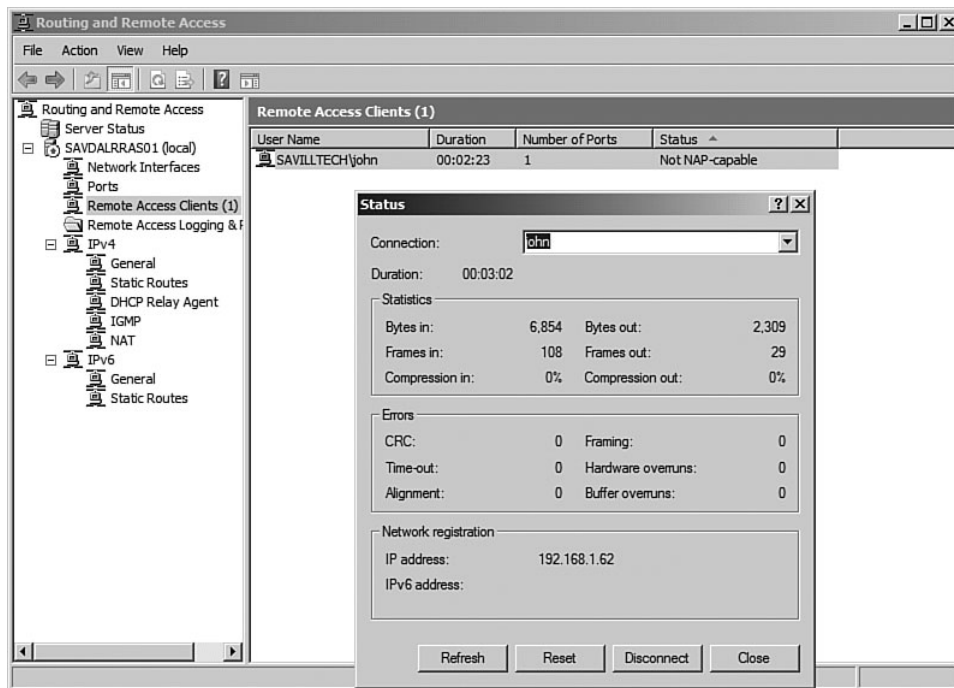 Routing and Remote Access
File Action View Help
Routing and Remote Access
Server Status
SAVDALRRAS01 (local)
Network Interfaces
Ports
Remote Access Clients (1)
Remote Access Logging &
IPv4
General
Static Routes
DHCP Relay Agent
IGMP
NAT
IPv6
General
Static Routes
Remote Access Clients (1)
User Name Duration Number of Ports Status
SAVILLTECH\john 00:02:23 1 Not NAP-capable
Status
Connection: john
Duration: 00:03:02
Statistics
Bytes in: 6,854 Bytes out: 2,309
Frames in: 108 Frames out: 29
Compression in: 0% Compression out: 0%
Errors
CRC: 0 Framing: 0
Time-out: 0 Hardware overruns: 0
Alignment: 0 Buffer overruns: 0
Network registration
IP address: 192.168.1.62
IPv6 address:
Refresh Reset Disconnect Close